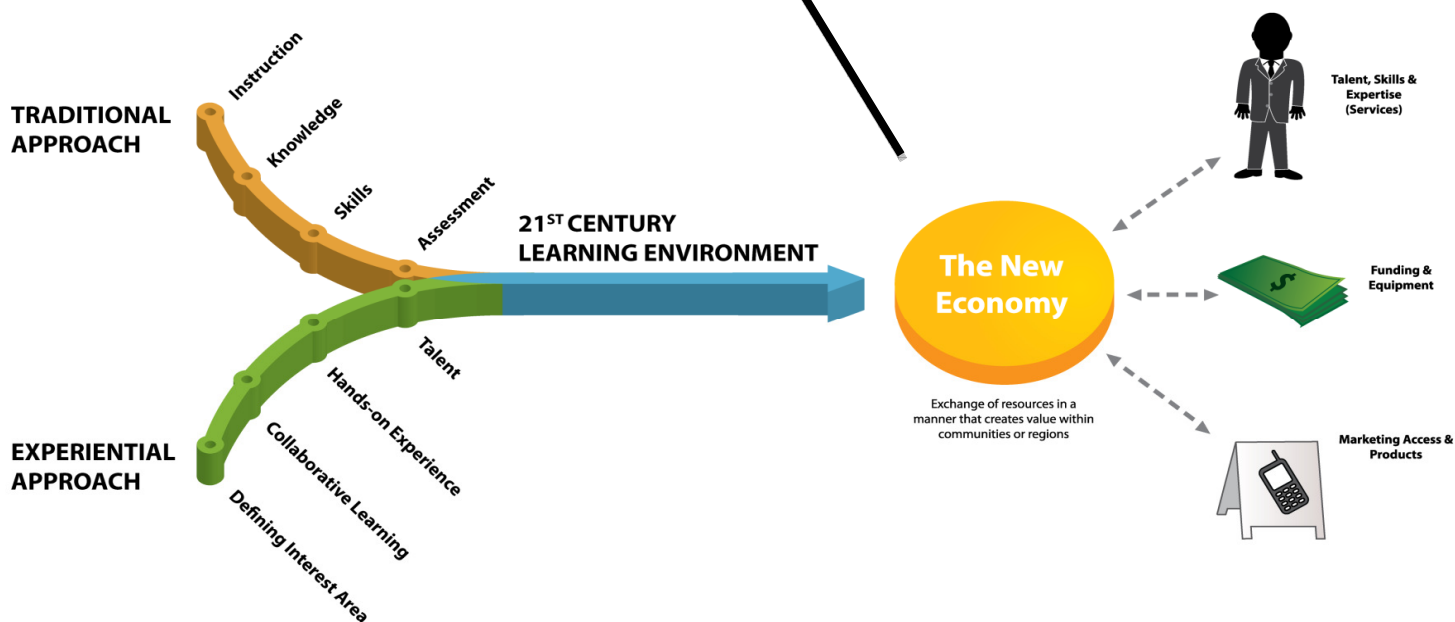 TRADITIONAL
APPROACH
Instruction
Knowledge
Skills
Assessment
21ST CENTURY
LEARNING ENVIRONMENT
EXPERIENTIAL
APPROACH
Defining Interest Area
Collaborative Learning
Hands-on Experience
Talent
The New
Economy
Exchange of resources in a
manner that creates value within
communities or regions
Talent, Skills &
Expertise
(Services)
$
Funding &
Equipment
Marketing Access &
Products